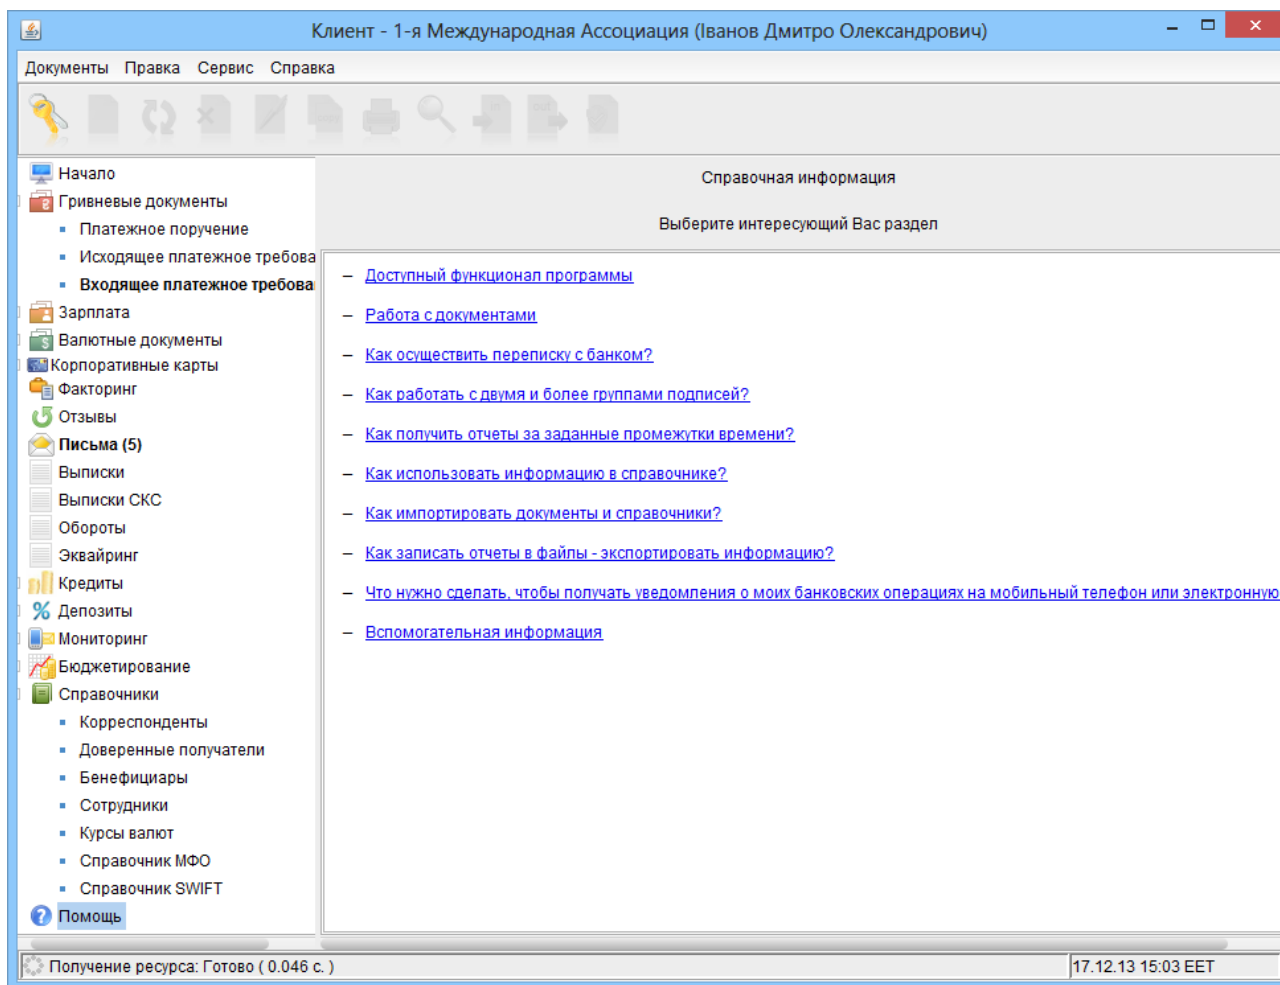 Клиент - 1-я Международная Ассоциация (Іванов Дмитро Олександрович)
Документы Правка Сервис Справка
Начало
Гривневые документы
Платежное поручение
Исходящее платежное требова
Входящее платежное требова
Зарплата
Валютные документы
Корпоративные карты
Факторинг
Отзывы
Письма (5)
Выписки
Выписки СКС
Обороты
Эквайринг
Кредиты
Депозиты
Мониторинг
Бюджетирование
Справочники
Корреспонденты
Доверенные получатели
Бенефициары
Сотрудники
Курсы валют
Справочник МФО
Справочник SWIFT
Помощь
Справочная информация
Выберите интересующий Вас раздел
– Доступный функционал программы
– Работа с документами
– Как осуществить переписку с банком?
– Как работать с двумя и более группами подписей?
– Как получить отчеты за заданные промежутки времени?
– Как использовать информацию в справочнике?
– Как импортировать документы и справочники?
– Как записать отчеты в файлы - экспортировать информацию?
– Что нужно сделать, чтобы получать уведомления о моих банковских операциях на мобильный телефон или электронную
– Вспомогательная информация
Получение ресурса: Готово ( 0.046 с. )
17.12.13 15:03 EET